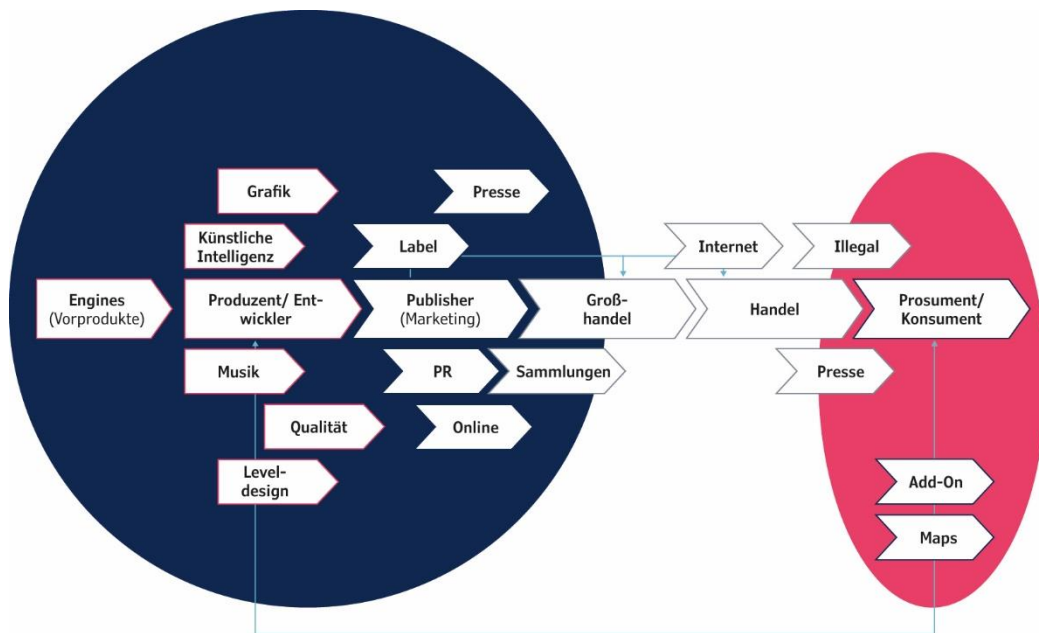 Grafik
Presse
Künstliche
Intelligenz
Label
Internet
Illegal
Engines
(Vorprodukte)
Produzent/ Ent-
wickler
Publisher
(Marketing)
Groß-
handel
Handel
Prosument/
Konsument
Musik
PR
Sammlungen
Presse
Qualität
Online
Level-
design
Add-On
Maps